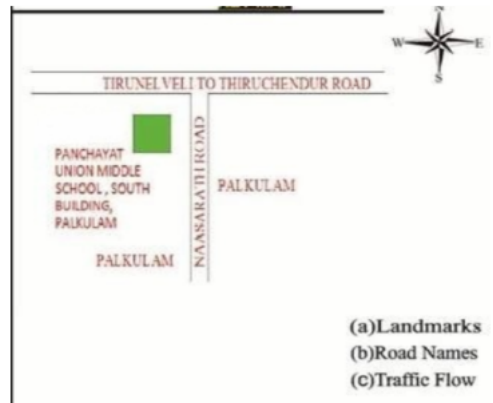 N
W E
S
TIRUNELVELI TO THIRUCHENDUR ROAD
PANCHAYAT
UNION MIDDLE
SCHOOL, SOUTH
BUILDING,
PALKULAM
NAASARATH ROAD
PALKULAM
PALKULAM
(a)Landmarks
(b)Road Names
(c)Traffic Flow